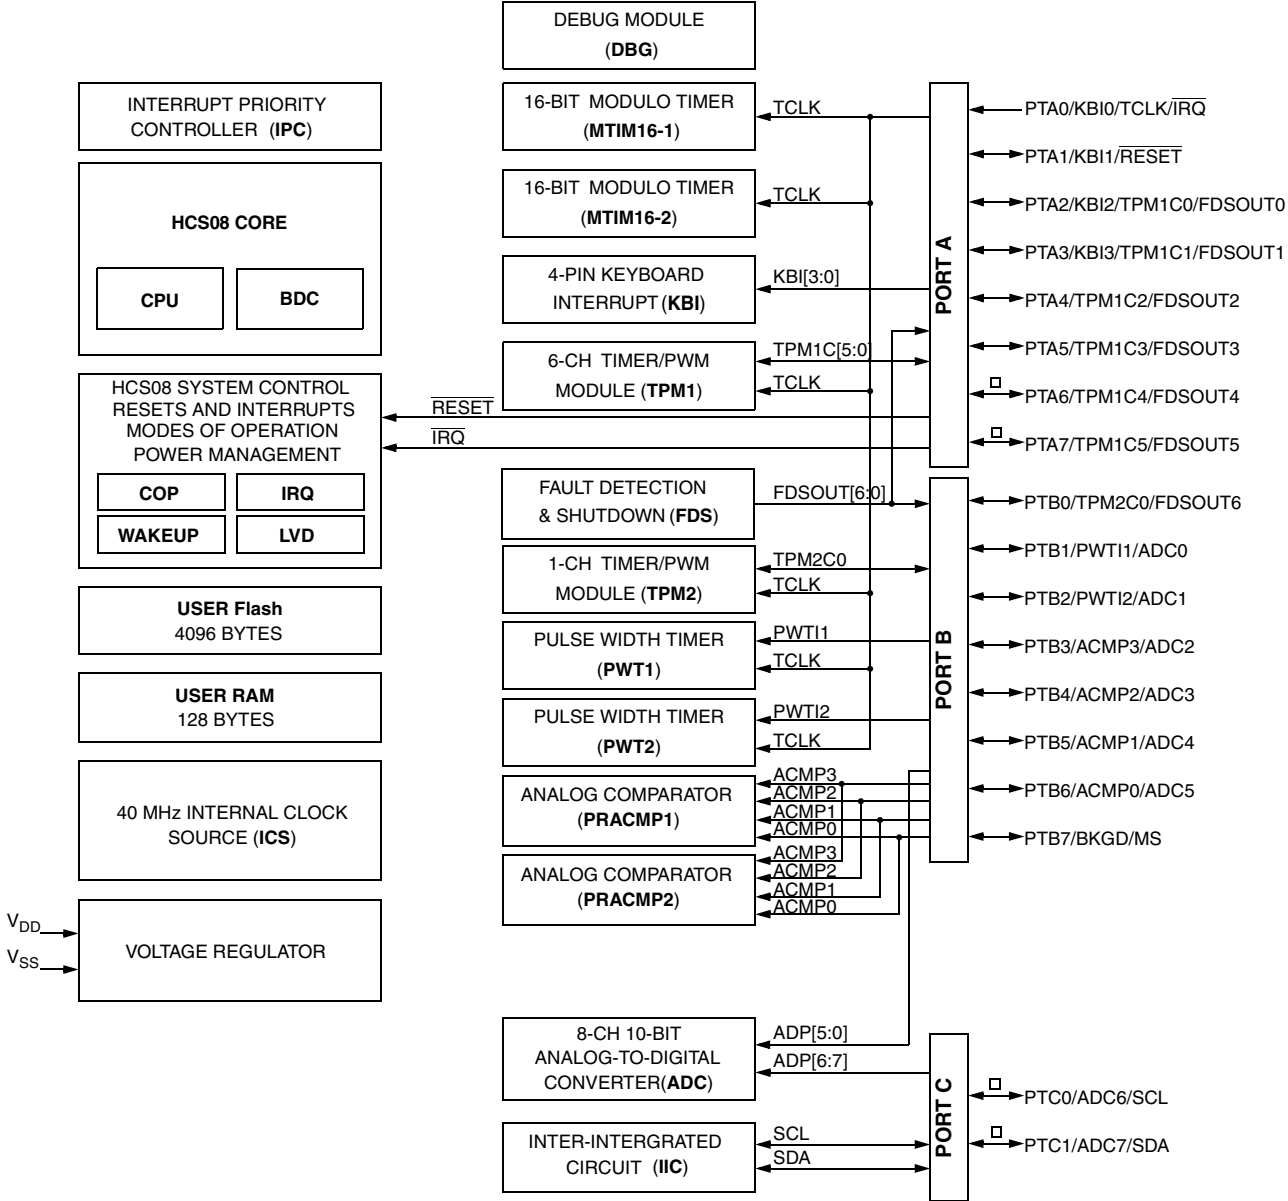 DEBUG MODULE
(DBG)
INTERRUPT PRIORITY
CONTROLLER (IPC)
HCS08 CORE
CPU
BDC
HCS08 SYSTEM CONTROL
RESETS AND INTERRUPTS
MODES OF OPERATION
POWER MANAGEMENT
COP
IRQ
WAKEUP
LVD
USER Flash
4096 BYTES
USER RAM
128 BYTES
40 MHz INTERNAL CLOCK
SOURCE (ICS)
VDD
VSS
VOLTAGE REGULATOR
16-BIT MODULO TIMER
(MTIM16-1)
TCLK
16-BIT MODULO TIMER
(MTIM16-2)
TCLK
4-PIN KEYBOARD
INTERRUPT (KBI)
KBI[3:0]
6-CH TIMER/PWM
MODULE (TPM1)
TPM1C[5:0]
TCLK
RESET
IRQ
FAULT DETECTION
& SHUTDOWN (FDS)
FDSOUT[6:0]
1-CH TIMER/PWM
MODULE (TPM2)
TPM2C0
TCLK
PULSE WIDTH TIMER
(PWT1)
PWTI1
TCLK
PULSE WIDTH TIMER
(PWT2)
PWTI2
TCLK
ANALOG COMPARATOR
(PRACMP1)
ACMP3
ACMP2
ACMP1
ACMP0
ANALOG COMPARATOR
(PRACMP2)
ACMP3
ACMP2
ACMP1
ACMP0
8-CH 10-BIT
ANALOG-TO-DIGITAL
CONVERTER(ADC)
ADP[5:0]
ADP[6:7]
INTER-INTERGRATED
CIRCUIT (IIC)
SCL
SDA
PORT A
PTA0/KBI0/TCLK/IRQ
PTA1/KBI1/RESET
PTA2/KBI2/TPM1C0/FDSOUT0
PTA3/KBI3/TPM1C1/FDSOUT1
PTA4/TPM1C2/FDSOUT2
PTA5/TPM1C3/FDSOUT3
PTA6/TPM1C4/FDSOUT4
PTA7/TPM1C5/FDSOUT5
PORT B
PTB0/TPM2C0/FDSOUT6
PTB1/PWTI1/ADC0
PTB2/PWTI2/ADC1
PTB3/ACMP3/ADC2
PTB4/ACMP2/ADC3
PTB5/ACMP1/ADC4
PTB6/ACMP0/ADC5
PTB7/BKGD/MS
PORT C
PTC0/ADC6/SCL
PTC1/ADC7/SDA